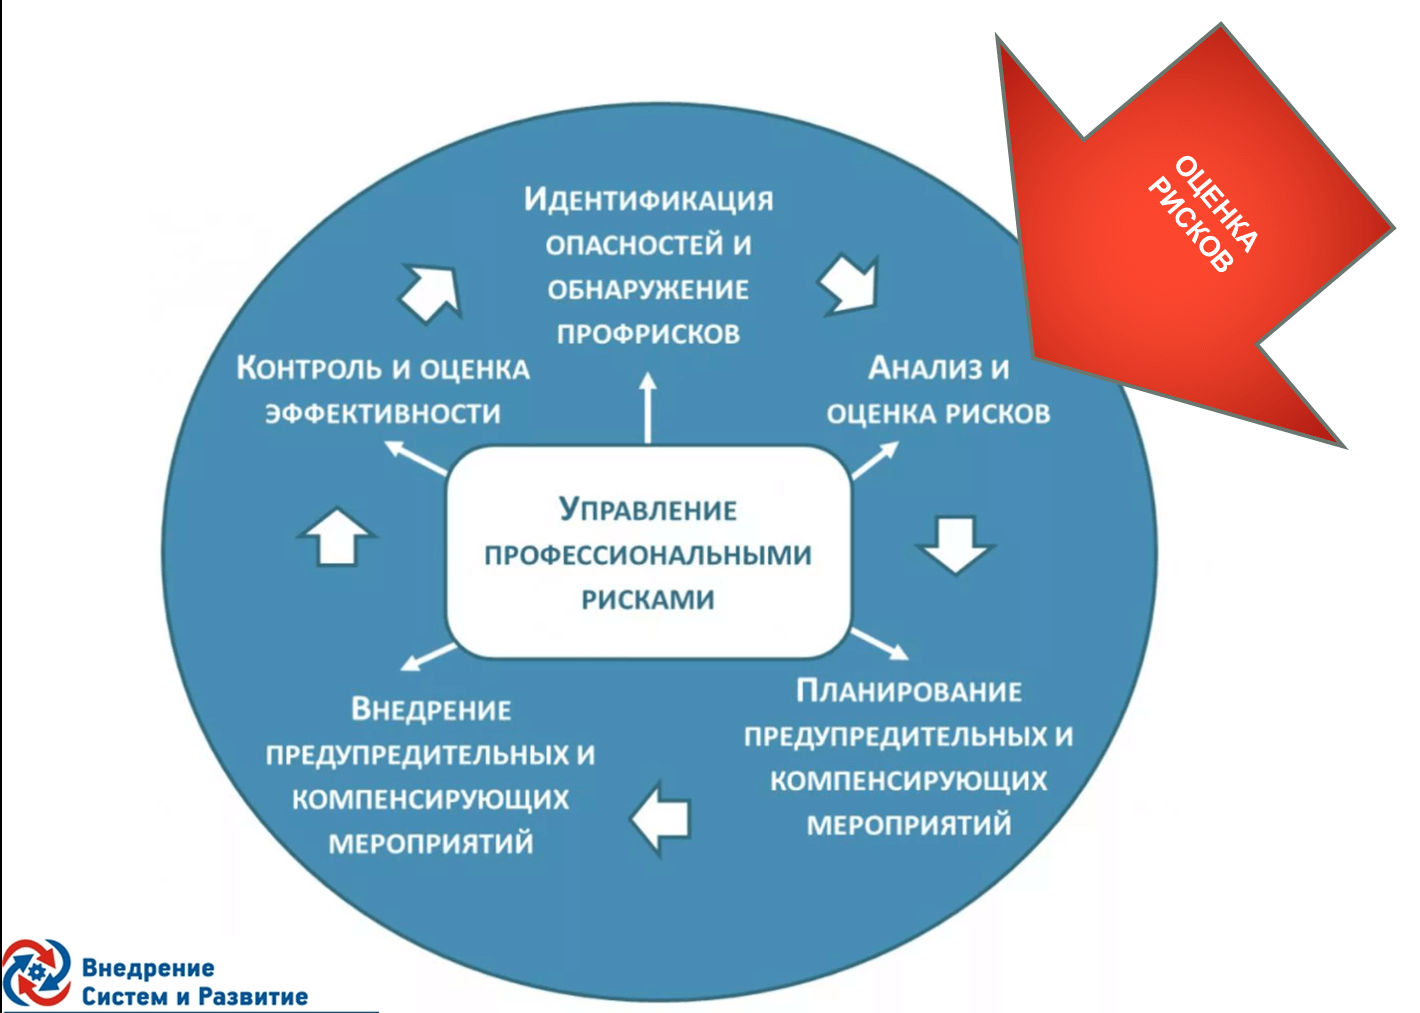 ОЦЕНКА
РИСКОВ
Идентификация
опасностей и
обнаружение
профрисков
Контроль и оценка
эффективности
Анализ и
оценка рисков
Управление
профессиональными
рисками
Внедрение
предупредительных и
компенсирующих
мероприятий
Планирование
предупредительных и
компенсирующих
мероприятий
Внедрение
Систем и Развитие